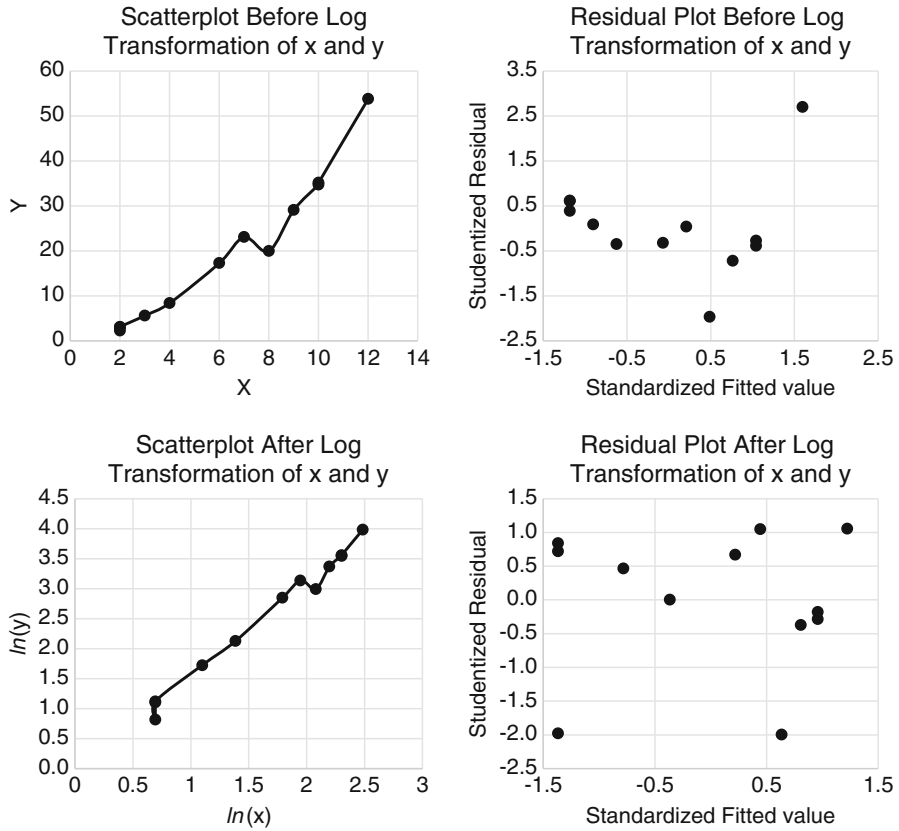 Scatterplot Before Log
Transformation of x and y
60
50
40
30
20
10
0
Y
0 2 4 6 8 10 12 14
X
Residual Plot Before Log
Transformation of x and y
3.5
2.5
1.5
0.5
-0.5
-1.5
-2.5
Studentized Residual
-1.5 -0.5 0.5 1.5 2.5
Standardized Fitted value
Scatterplot After Log
Transformation of x and y
4.5
4.0
3.5
3.0
2.5
2.0
1.5
1.0
0.5
0.0
ln(y)
0 0.5 1 1.5 2 2.5 3
ln(x)
Residual Plot After Log
Transformation of x and y
1.5
1.0
0.5
0.0
-0.5
-1.0
-1.5
-2.0
-2.5
Studentized Residual
-1.5 -0.5 0.5 1.5
Standardized Fitted value